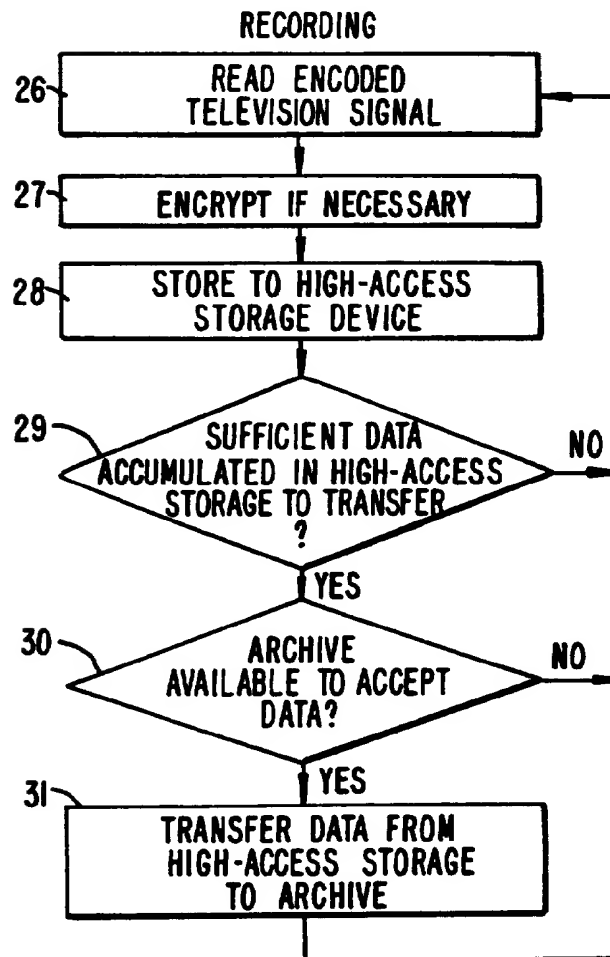 RECORDING
26
READ ENCODED
TELEVISION SIGNAL
27
ENCRYPT IF NECESSARY
28
STORE TO HIGH-ACCESS
STORAGE DEVICE
29
SUFFICIENT DATA
ACCUMULATED IN HIGH-ACCESS
STORAGE TO TRANSFER
?
NO
YES
30
ARCHIVE
AVAILABLE TO ACCEPT
DATA?
NO
YES
31
TRANSFER DATA FROM
HIGH-ACCESS STORAGE
TO ARCHIVE